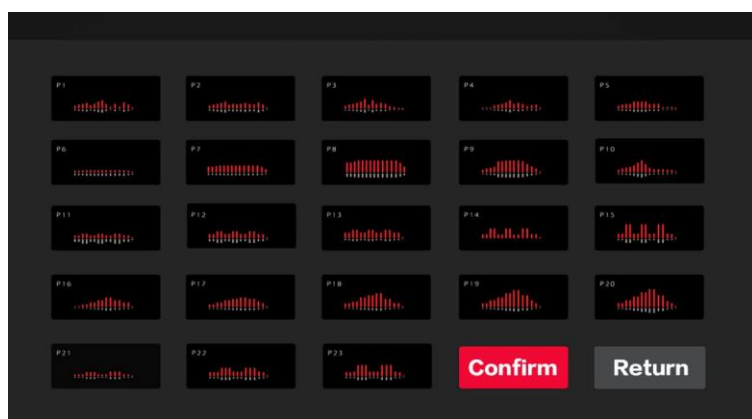 P1 P2 P3 P4 P5
P6 P7 P8 P9 P10
P11 P12 P13 P14 P15
P16 P17 P18 P19 P20
P21 P22 P23 Confirm Return